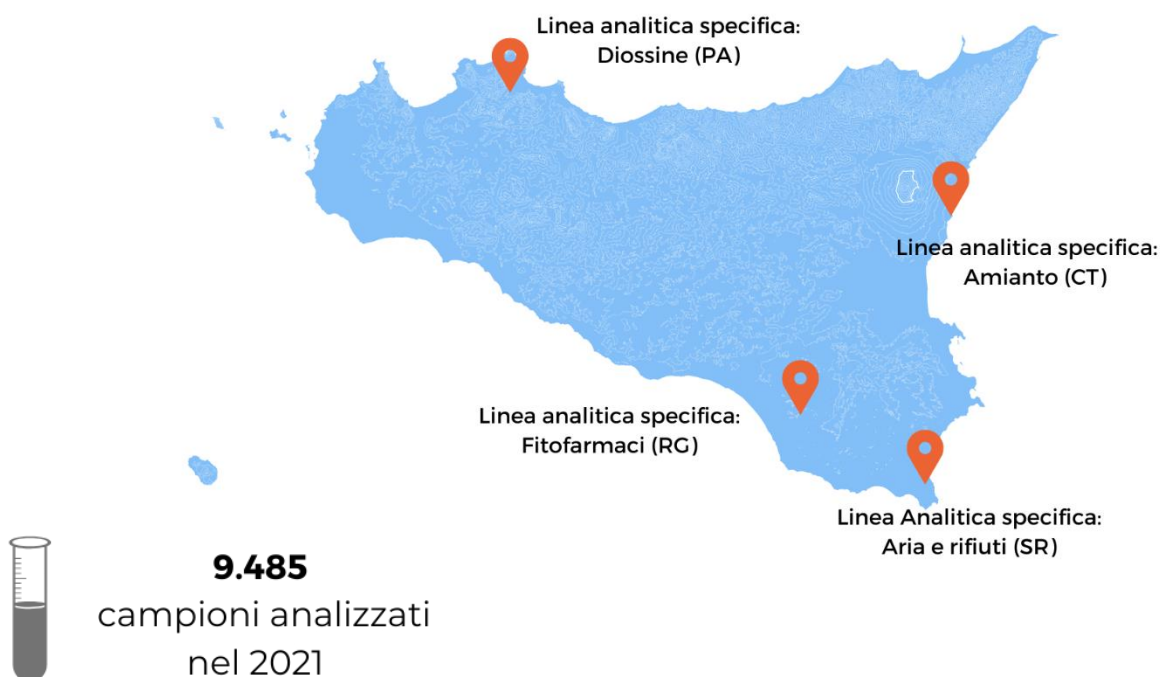 Linea analitica specifica:
Diossine (PA)
Linea analitica specifica:
Amianto (CT)
Linea analitica specifica:
Fitofarmaci (RG)
Linea Analitica specifica:
Aria e rifiuti (SR)
9.485
campioni analizzati
nel 2021